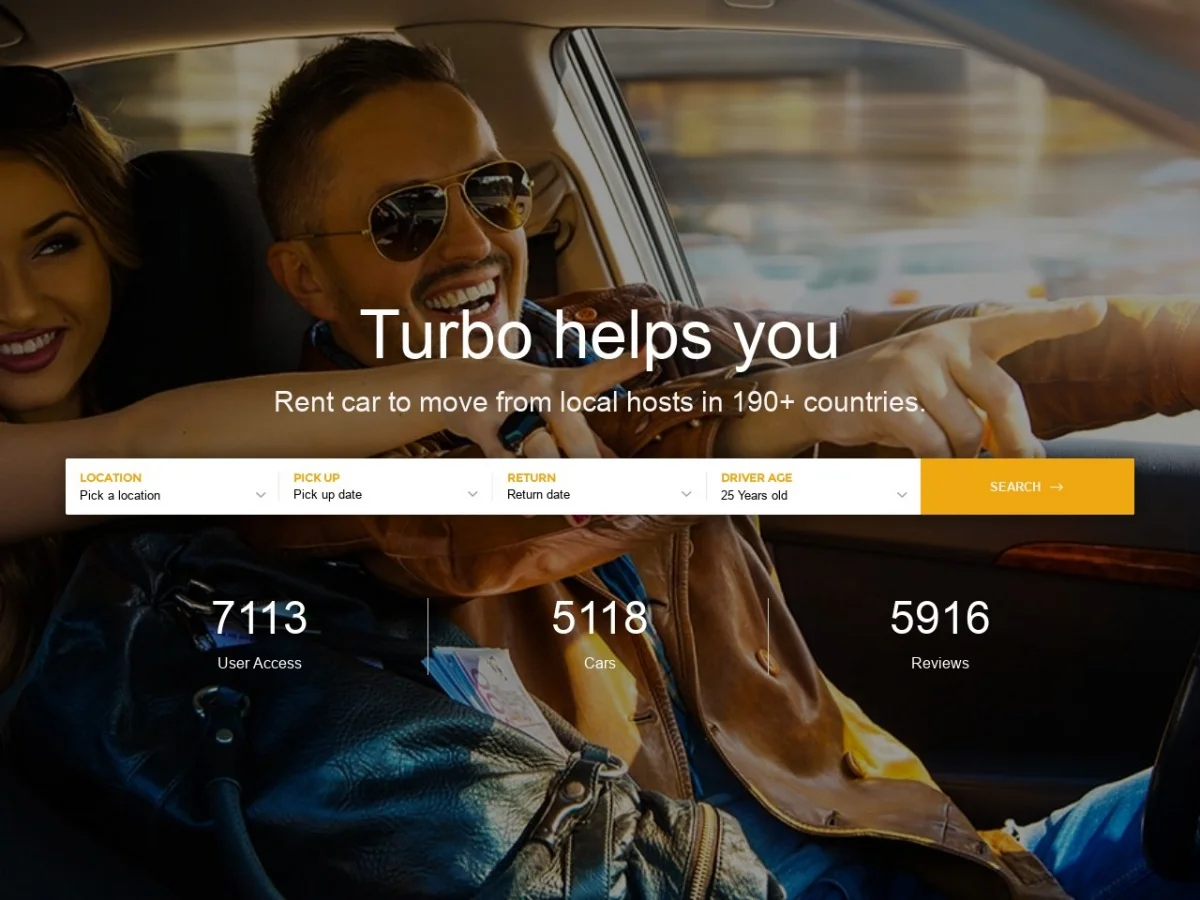 Turbo helps you
Rent car to move from local hosts in 190+ countries.
LOCATION
Pick a location
PICK UP
Pick up date
RETURN
Return date
DRIVER AGE
25 Years old
SEARCH →
7113
User Access
5118
Cars
5916
Reviews